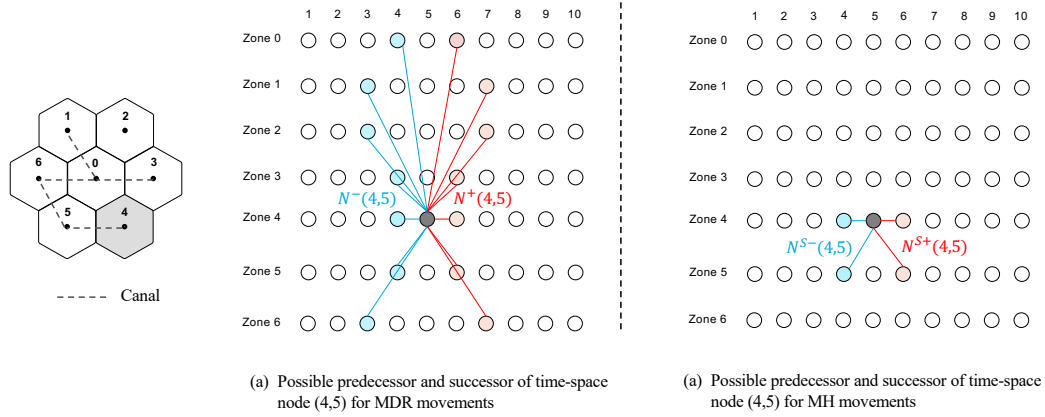 1
2
6
0
3
5
4
Canal
1 2 3 4 5 6 7 8 9 10
Zone 0
Zone 1
Zone 2
Zone 3
Zone 4
Zone 5
Zone 6
N⁻(4,5)
N⁺(4,5)
(a) Possible predecessor and successor of time-space
node (4,5) for MDR movements
1 2 3 4 5 6 7 8 9 10
Zone 0
Zone 1
Zone 2
Zone 3
Zone 4
Zone 5
Zone 6
Nˢ⁻(4,5)
Nˢ⁺(4,5)
(a) Possible predecessor and successor of time-space
node (4,5) for MH movements